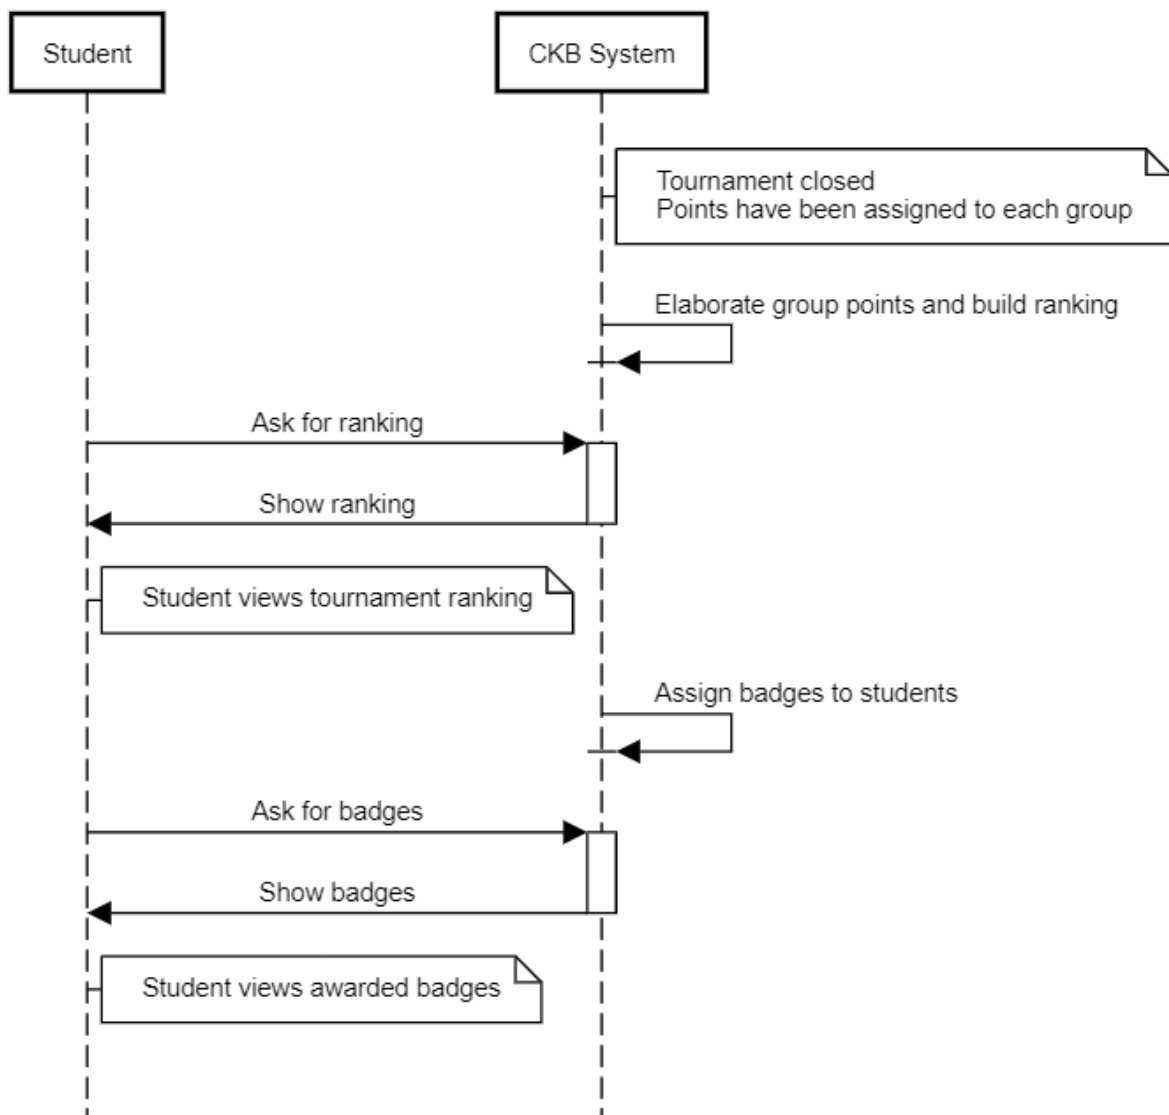 Student
CKB System
Tournament closed
Points have been assigned to each group
Elaborate group points and build ranking
Ask for ranking
Show ranking
Student views tournament ranking
Assign badges to students
Ask for badges
Show badges
Student views awarded badges